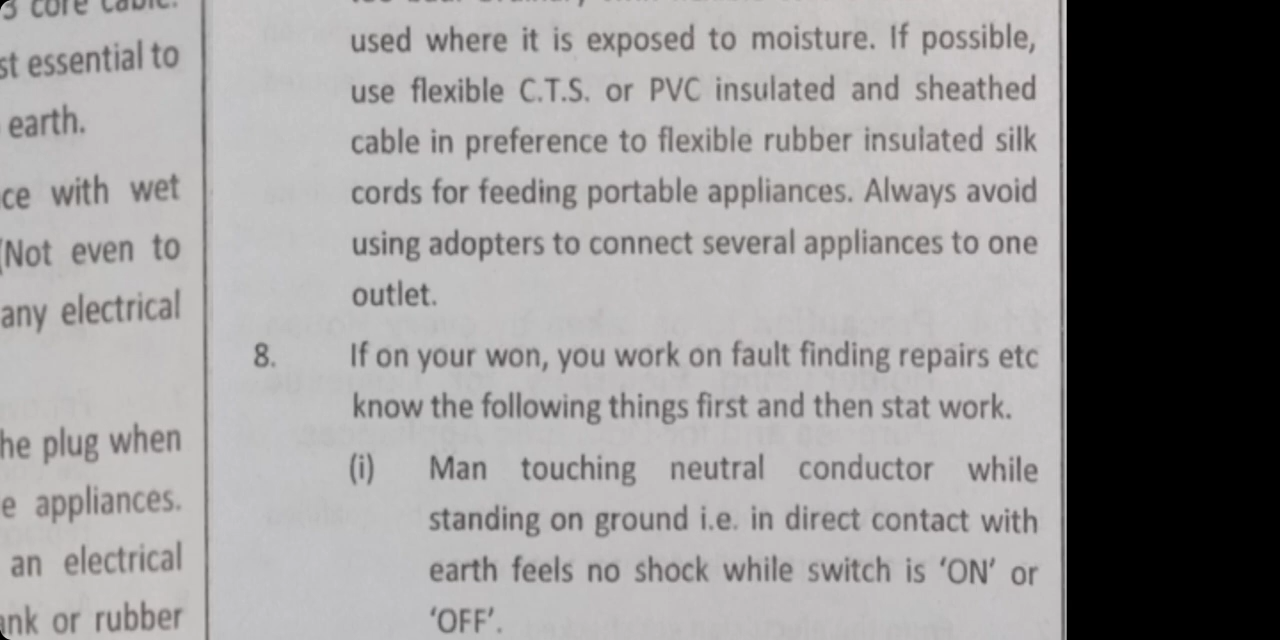 3 core cable.
st essential to
earth.
ce with wet
(Not even to
any electrical
he plug when
e appliances.
an electrical
ank or rubber
used where it is exposed to moisture. If possible,
use flexible C.T.S. or PVC insulated and sheathed
cable in preference to flexible rubber insulated silk
cords for feeding portable appliances. Always avoid
using adopters to connect several appliances to one
outlet.
8. If on your won, you work on fault finding repairs etc
know the following things first and then stat work.
(i) Man touching neutral conductor while
standing on ground i.e. in direct contact with
earth feels no shock while switch is ‘ON’ or
‘OFF’.